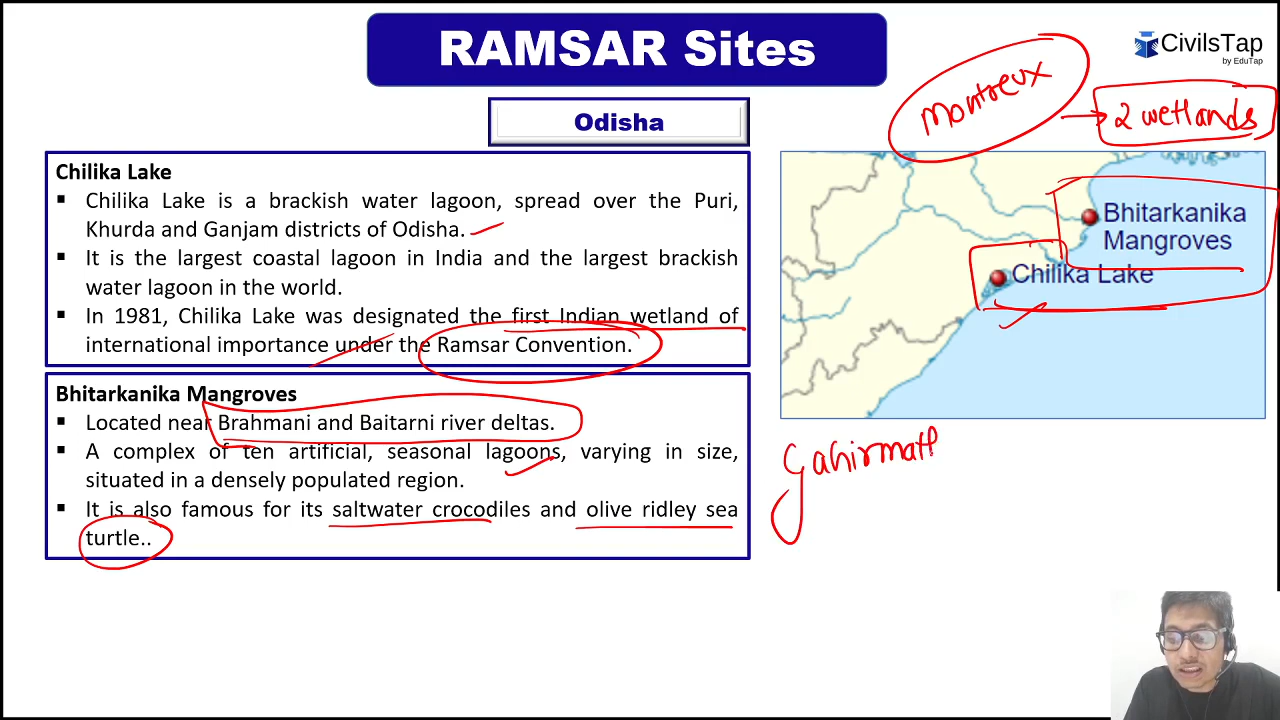 RAMSAR Sites
CivilsTap
by EduTap
Montreux
2 wetlands
Odisha
Chilika Lake
▪ Chilika Lake is a brackish water lagoon, spread over the Puri,
Khurda and Ganjam districts of Odisha.
▪ It is the largest coastal lagoon in India and the largest brackish
water lagoon in the world.
▪ In 1981, Chilika Lake was designated the first Indian wetland of
international importance under the Ramsar Convention.
Bhitarkanika Mangroves
▪ Located near Brahmani and Baitarni river deltas.
▪ A complex of ten artificial, seasonal lagoons, varying in size,
situated in a densely populated region.
▪ It is also famous for its saltwater crocodiles and olive ridley sea
turtle..
Bhitarkanika
Mangroves
Chilika Lake
Gahirmatt